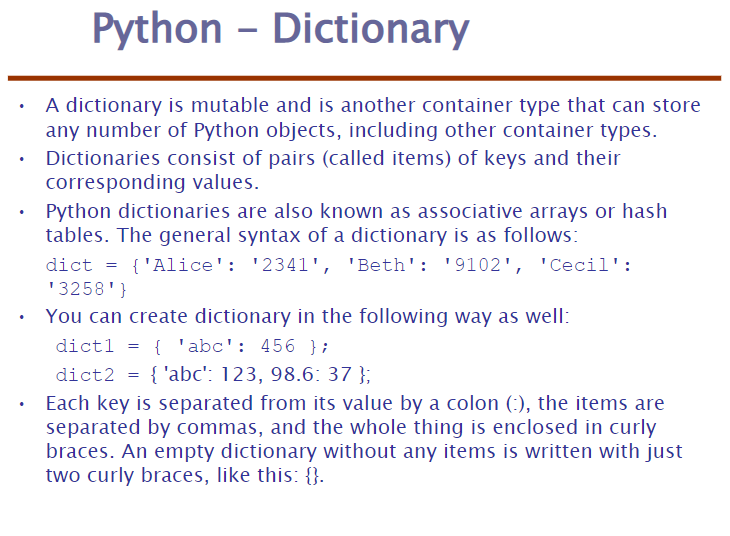 Python – Dictionary
• A dictionary is mutable and is another container type that can store
any number of Python objects, including other container types.
• Dictionaries consist of pairs (called items) of keys and their
corresponding values.
• Python dictionaries are also known as associative arrays or hash
tables. The general syntax of a dictionary is as follows:
dict = {'Alice': '2341', 'Beth': '9102', 'Cecil':
'3258'}
• You can create dictionary in the following way as well:
dict1 = { 'abc': 456 };
dict2 = { 'abc': 123, 98.6: 37 };
• Each key is separated from its value by a colon (:), the items are
separated by commas, and the whole thing is enclosed in curly
braces. An empty dictionary without any items is written with just
two curly braces, like this: {}.